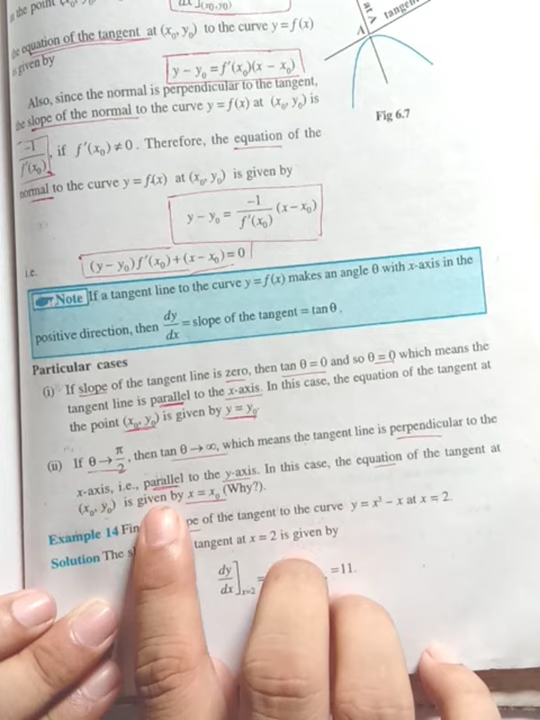 the point
the equation of the tangent at (x₀, y₀) to the curve y = f(x)
is given by
y – y₀ = f′(x₀)(x – x₀)
Also, since the normal is perpendicular to the tangent,
the slope of the normal to the curve y = f(x) at (x₀, y₀) is
-1/f′(x₀), if f′(x₀) ≠ 0. Therefore, the equation of the
normal to the curve y = f(x) at (x₀, y₀) is given by
y – y₀ = -1/f′(x₀) (x – x₀)
i.e. (y – y₀) f′(x₀) + (x – x₀) = 0
Fig 6.7
Note If a tangent line to the curve y = f(x) makes an angle θ with x-axis in the
positive direction, then dy/dx = slope of the tangent = tan θ.
Particular cases
(i) If slope of the tangent line is zero, then tan θ = 0 and so θ = 0 which means the
tangent line is parallel to the x-axis. In this case, the equation of the tangent at
the point (x₀, y₀) is given by y = y₀.
(ii) If θ → π/2, then tan θ → ∞, which means the tangent line is perpendicular to the
x-axis, i.e., parallel to the y-axis. In this case, the equation of the tangent at
(x₀, y₀) is given by x = x₀ (Why?).
Example 14 Fin pe of the tangent to the curve y = x³ – x at x = 2.
Solution The sl tangent at x = 2 is given by
dy/dx]ₓ₌₂ = = 11.